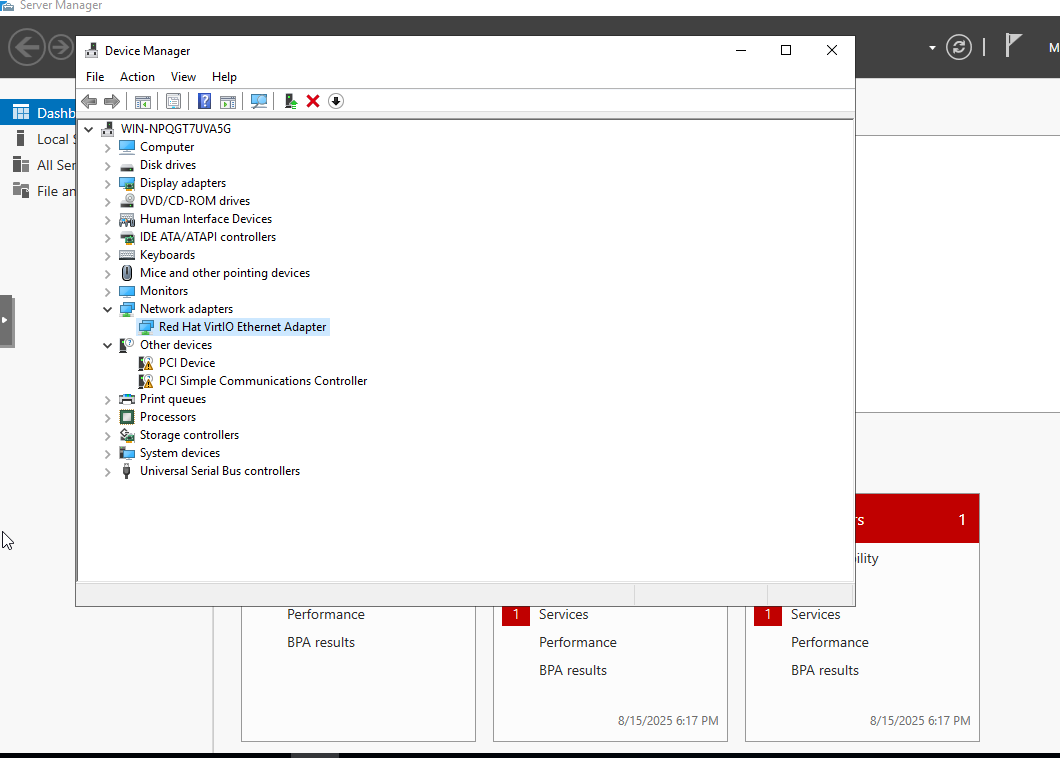 Server Manager
Device Manager
File Action View Help
M
Dashb
Local S
All Ser
File an
WIN-NPQGT7UVA5G
Computer
Disk drives
Display adapters
DVD/CD-ROM drives
Human Interface Devices
IDE ATA/ATAPI controllers
Keyboards
Mice and other pointing devices
Monitors
Network adapters
Red Hat VirtIO Ethernet Adapter
Other devices
PCI Device
PCI Simple Communications Controller
Print queues
Processors
Storage controllers
System devices
Universal Serial Bus controllers
rs 1
ility
Performance
BPA results
1 Services
Performance
BPA results
8/15/2025 6:17 PM
1 Services
Performance
BPA results
8/15/2025 6:17 PM